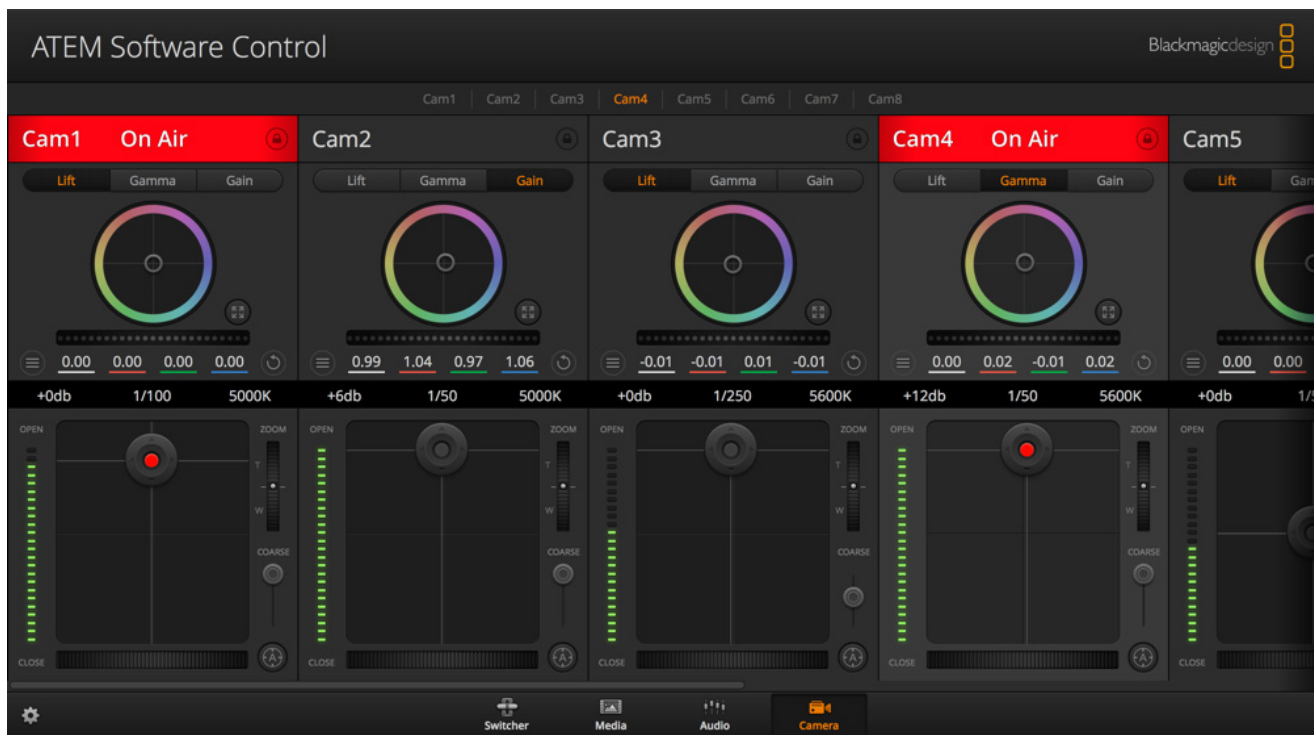 ATEM Software Control
Blackmagicdesign
Cam1 Cam2 Cam3 Cam4 Cam5 Cam6 Cam7 Cam8
Cam1 On Air Cam2 Cam3 Cam4 On Air Cam5
Lift Gamma Gain Lift Gamma Gain Lift Gamma Gain Lift Gamma Gain Lift
0.00 0.00 0.00 0.00 0.99 1.04 0.97 1.06 -0.01 -0.01 0.01 -0.01 0.00 0.02 -0.01 0.02 0.00 0.00
+0db 1/100 5000K +6db 1/50 5000K +0db 1/250 5600K +12db 1/50 5600K +0db
OPEN ZOOM OPEN ZOOM OPEN ZOOM OPEN ZOOM OPEN
T T T T
W W W W
COARSE COARSE COARSE COARSE
A A A A
CLOSE CLOSE CLOSE CLOSE CLOSE
Switcher Media Audio Camera